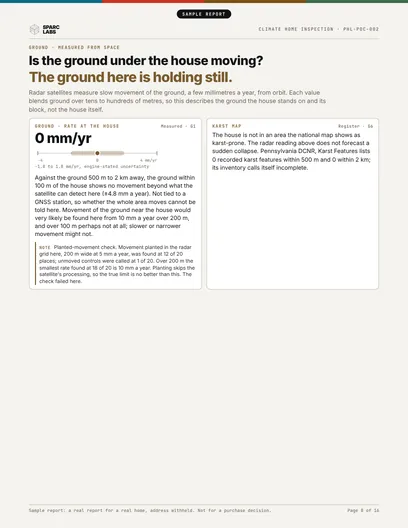 SAMPLE REPORT
SPARC
LABS
CLIMATE HOME INSPECTION · PHL-POC-002
GROUND · MEASURED FROM SPACE
Is the ground under the house moving?
The ground here is holding still.
Radar satellites measure slow movement of the ground, a few millimetres a year, from orbit. Each value
blends ground over tens to hundreds of metres, so this describes the ground the house stands on and its
block, not the house itself.
GROUND · RATE AT THE HOUSE
Measured · G1
0 mm/yr
0
4 mm/yr
mm/yr, engine-stated uncertainty
Against the ground 500 m to 2 km away, the ground within
100 m of the house shows no movement beyond what the
satellite can detect here (±4.8 mm a year). Not tied to a
GNSS station, so whether the whole area moves cannot be
told here. Movement of the ground near the house would
very likely be found here from 10 mm a year over 200 m,
and over 100 m perhaps not at all; slower or narrower
movement might not.
NOTE Planted-movement check. Movement planted in the radar
grid here, 200 m wide at 5 mm a year, was found at 12 of 20
places; unmoved controls were called at 1 of 20. Over 200 m the
smallest rate found at 16 of 20 is 10 mm a year. Planting skips the
satellite's processing, so the true limit is no better than this. The
check failed here.
KARST MAP
Register · G6
The house is not in an area the national map shows as
karst-prone. The radar reading above does not forecast a
sudden collapse. Pennsylvania DCNR, Karst Features lists
0 recorded karst features within 500 m and 0 within 2 km;
its inventory calls itself incomplete.
Sample report: a real report for a real home, address withheld. Not for a purchase decision.
Page 8 of 16